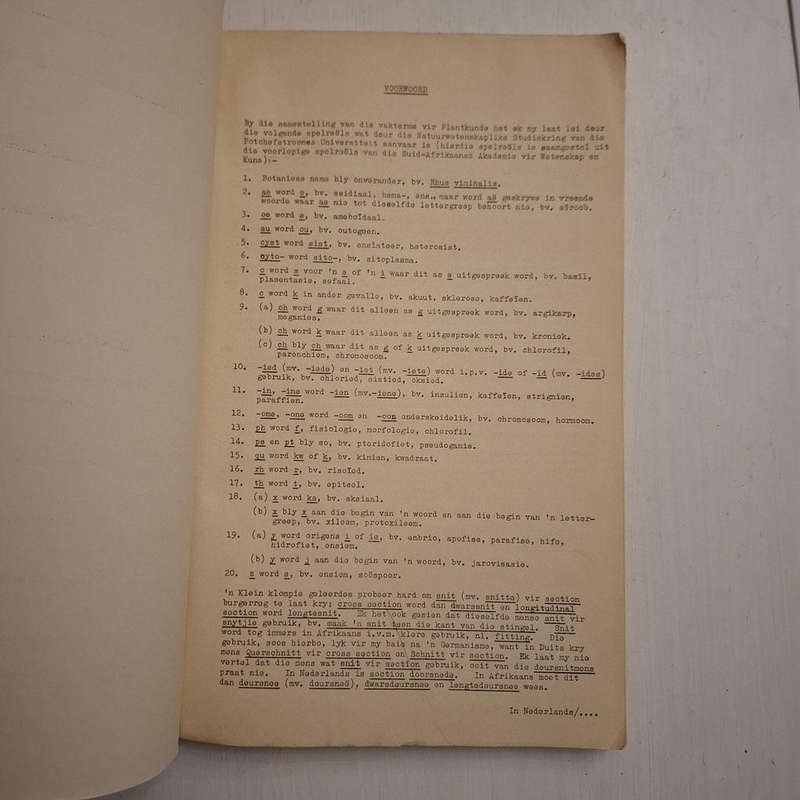 VOORWOORD
By die samestelling van die vakterme vir Plantkunde het ek my laat lei deur
die volgende spelreëls wat deur die Natuurwetenskaplike Studiekring van die
Potchefstroomse Universiteit aanvaar is (hierdie spelreëls is saamgestel uit
die voorlopige spelreëls van die Suid-Afrikaanse Akademie vir Wetenskap en
Kuns):-
1. Botaniese name bly onverander, bv. Rhus viminalis.
2. ae word e, bv. esidiaal, hema-, ens., maar word aë geskrywe in vreemde
woorde waar ae nie tot dieselfde lettergreep behoort nie, bv. aëroob.
3. oe word e, bv. ameboïdaal.
4. au word ou, bv. outogeen.
5. cyst word sist, bv. ensisteer, heterosist.
6. cyto- word sito-, bv. sitoplasma.
7. c word s voor 'n e of 'n i waar dit as s uitgespreek word, bv. basil,
plasentasie, sefaal.
8. c word k in ander gevalle, bv. akuut, sklerose, kaffeïen.
9. (a) ch word g waar dit alleen as g uitgespreek word, bv. argikarp,
meganies.
(b) ch word k waar dit alleen as k uitgespreek word, bv. kroniek.
(c) ch bly ch waar dit as g of k uitgespreek word, bv. chlorofil,
parenchiem, chromosoom.
10. -ied (mv. -iede) en -iet (mv. -iete) word i.p.v. -ide of -id (mv. -ides)
gebruik, bv. chloried, sistied, oksied.
11. -in, -ine word -ien (mv.-iene), bv. insulien, kaffeïen, strignien,
paraffien.
12. -ome, -one word -oom en -oon onderskeidelik, bv. chromosoom, hormoon.
13. ph word f, fisiologie, morfologie, chlorofil.
14. ps en pt bly so, bv. pteridofiet, pseudogamie.
15. qu word kw of k, bv. kinien, kwadraat.
16. rh word r, bv. risoïed.
17. th word t, bv. epiteel.
18. (a) x word ks, bv. aksiaal.
(b) x bly x aan die begin van 'n woord en aan die begin van 'n letter-
greep, bv. xileem, protoxileem.
19. (a) y word origens i of ie, bv. embrio, apofise, parafise, hife,
hidrofiet, ensiem.
(b) y word j aan die begin van 'n woord, bv. jarovisasie.
20. z word s, bv. ensiem, soöspoor.
'n Klein klompie geleerdes probeer hard om snit (mv. snitte) vir section
burgerreg te laat kry; cross section word dan dwarssnit en longitudinal
section word lengtesnit. Ek het ook gesien dat dieselfde mense snit vir
snytjie gebruik, bv. maak 'n snit teen die kant van die stingel. Snit
word tog immers in Afrikaans i.v.m. klere gebruik, nl. fitting. Die
gebruik, soos hierbo, lyk vir my baie na 'n Germanisme, want in Duits kry
mens Querschnitt vir cross section en Schnitt vir section. Ek laat my nie
vertel dat die mens wat snit vir section gebruik, ooit van die deursnitmens
praat nie. In Nederlands is section doorsnede. In Afrikaans moet dit
dan deursnee (mv. deursneë), dwarsdeursnee en lengtedeursnee wees.
In Nederlands/....